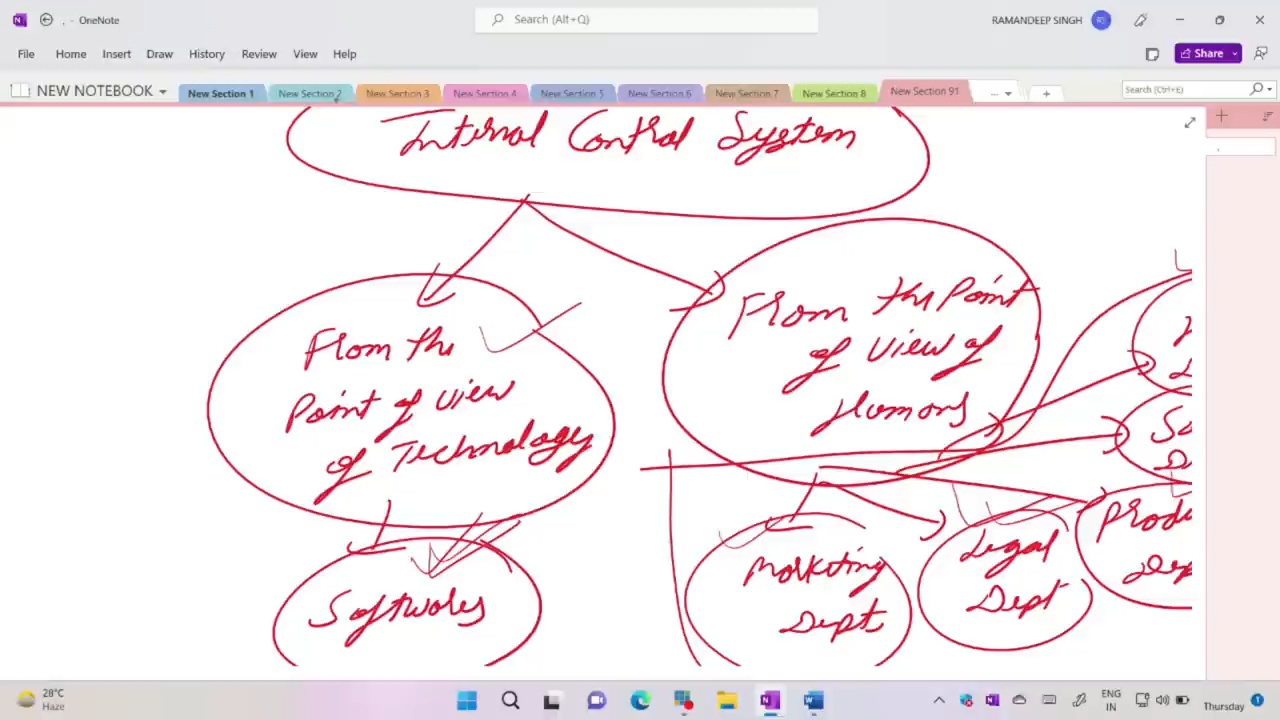 . - OneNote
Search (Alt+Q)
RAMANDEEP SINGH
RS
File Home Insert Draw History Review View Help
Share
NEW NOTEBOOK
New Section 1
New Section 2
New Section 3
New Section 4
New Section 5
New Section 6
New Section 7
New Section 8
New Section 91
...
Search (Ctrl+E)
Internal Control System
From the
Point of view
of Technology
From the Point
of View of
Humans
Softwares
Marketing
Dept.
Legal
Dept
28°C
Haze
ENG
IN
Thursday